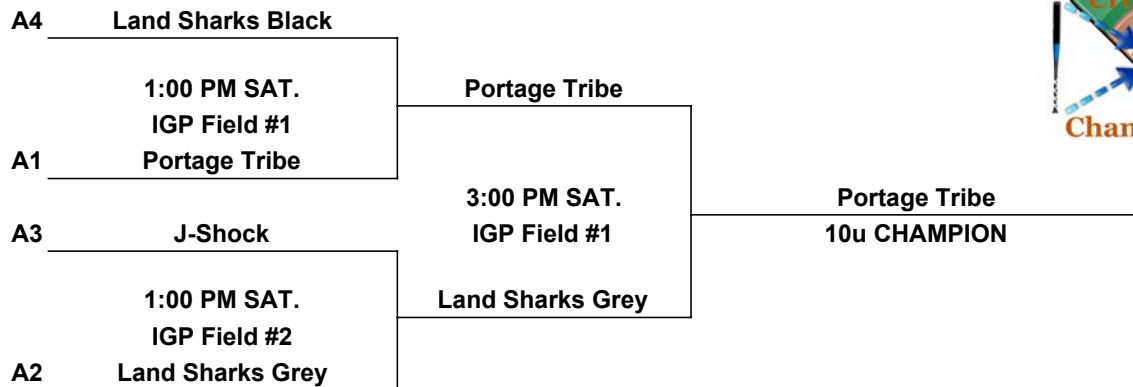 A4 Land Sharks Black
1:00 PM SAT. Portage Tribe
IGP Field #1
A1 Portage Tribe
3:00 PM SAT. Portage Tribe
A3 J-Shock IGP Field #1 10u CHAMPION
1:00 PM SAT. Land Sharks Grey
IGP Field #2
A2 Land Sharks Grey